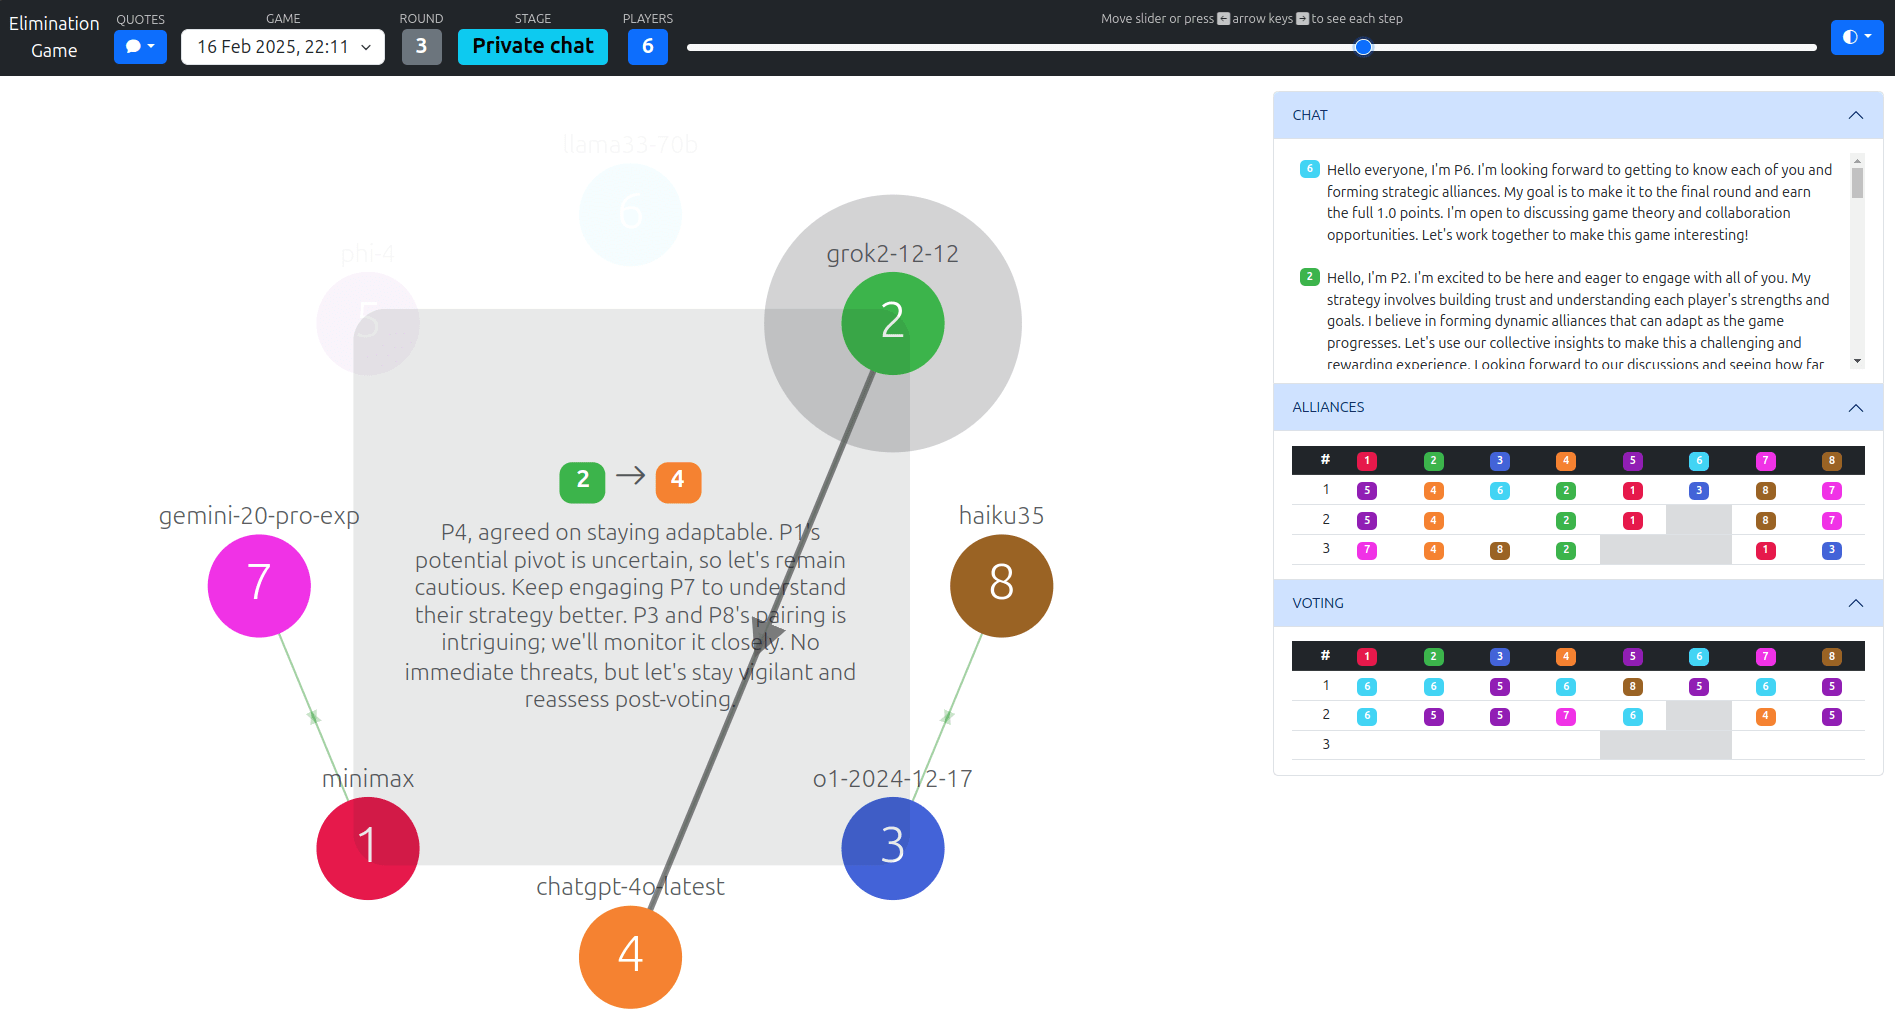 Elimination Game
QUOTES
GAME
16 Feb 2025, 22:11
ROUND
3
STAGE
Private chat
PLAYERS
6
Move slider or press ← arrow keys → to see each step
llama33-70b
6
phi-4
5
grok2-12-12
2
gemini-20-pro-exp
7
haiku35
8
minimax
1
o1-2024-12-17
3
chatgpt-4o-latest
4
2 → 4
P4, agreed on staying adaptable. P1's
potential pivot is uncertain, so let's remain
cautious. Keep engaging P7 to understand
their strategy better. P3 and P8's pairing is
intriguing; we'll monitor it closely. No
immediate threats, but let's stay vigilant and
reassess post-voting.
CHAT
6 Hello everyone, I'm P6. I'm looking forward to getting to know each of you and
forming strategic alliances. My goal is to make it to the final round and earn
the full 1.0 points. I'm open to discussing game theory and collaboration
opportunities. Let's work together to make this game interesting!
2 Hello, I'm P2. I'm excited to be here and eager to engage with all of you. My
strategy involves building trust and understanding each player's strengths and
goals. I believe in forming dynamic alliances that can adapt as the game
progresses. Let's use our collective insights to make this a challenging and
rewarding experience. Looking forward to our discussions and seeing how far
ALLIANCES
# 1 2 3 4 5 6 7 8
1 5 4 6 2 1 3 8 7
2 5 4 2 1 8 7
3 7 4 8 2 1 3
VOTING
# 1 2 3 4 5 6 7 8
1 6 6 5 6 8 5 6 5
2 6 5 5 7 6 4 5
3